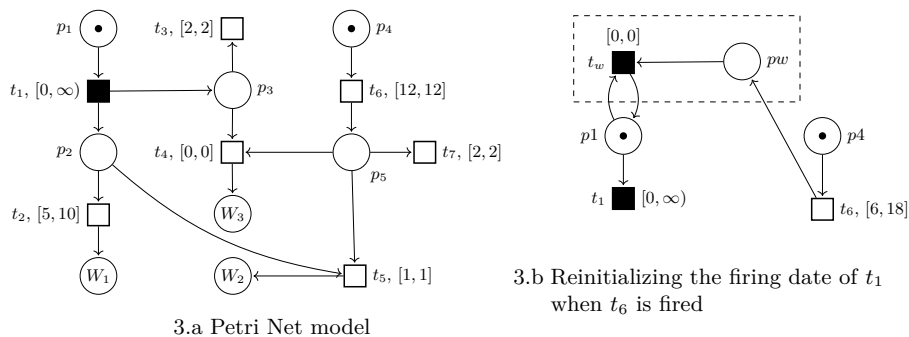 p1
t3, [2, 2]
p4
t1, [0, ∞)
p3
t6, [12, 12]
p2
t4, [0, 0]
p5
t7, [2, 2]
t2, [5, 10]
W3
W1
W2
t5, [1, 1]
3.a Petri Net model
[0, 0]
tw
pw
p1
p4
t1
[0, ∞)
t6, [6, 18]
3.b Reinitializing the firing date of t1
when t6 is fired